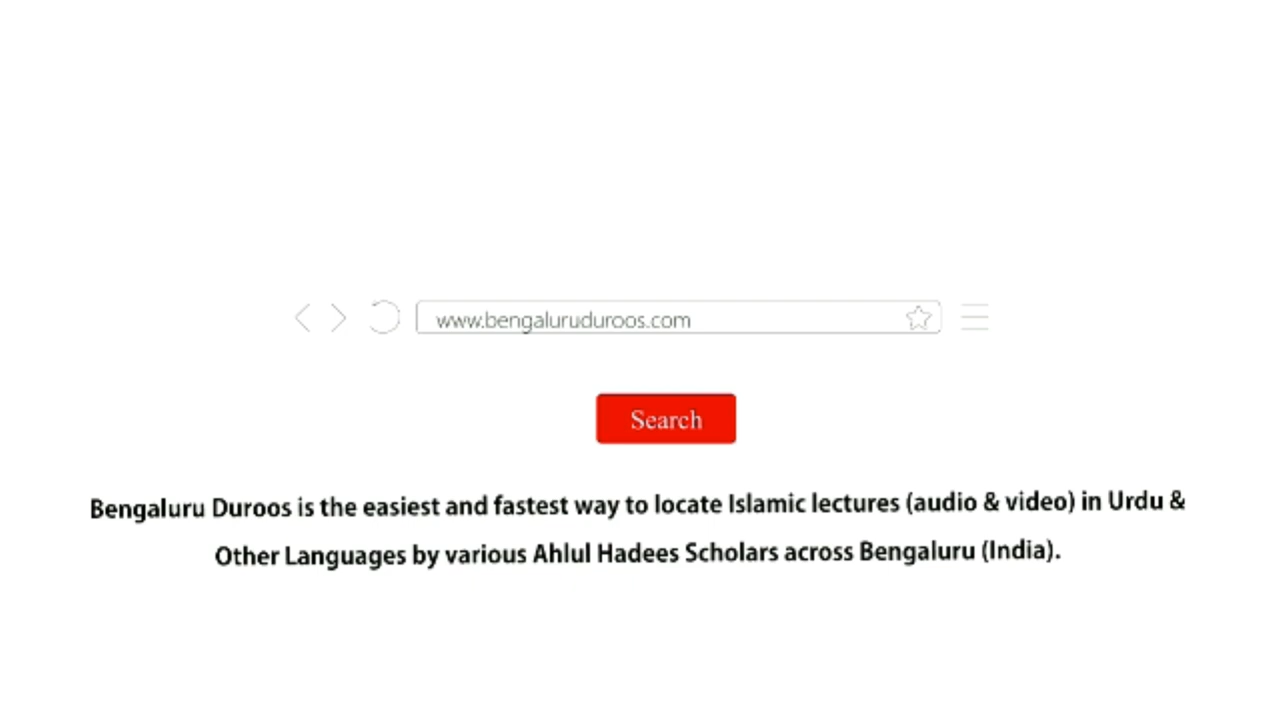 www.bengaluruduroos.com
Search
Bengaluru Duroos is the easiest and fastest way to locate Islamic lectures (audio & video) in Urdu &
Other Languages by various Ahlul Hadees Scholars across Bengaluru (India).